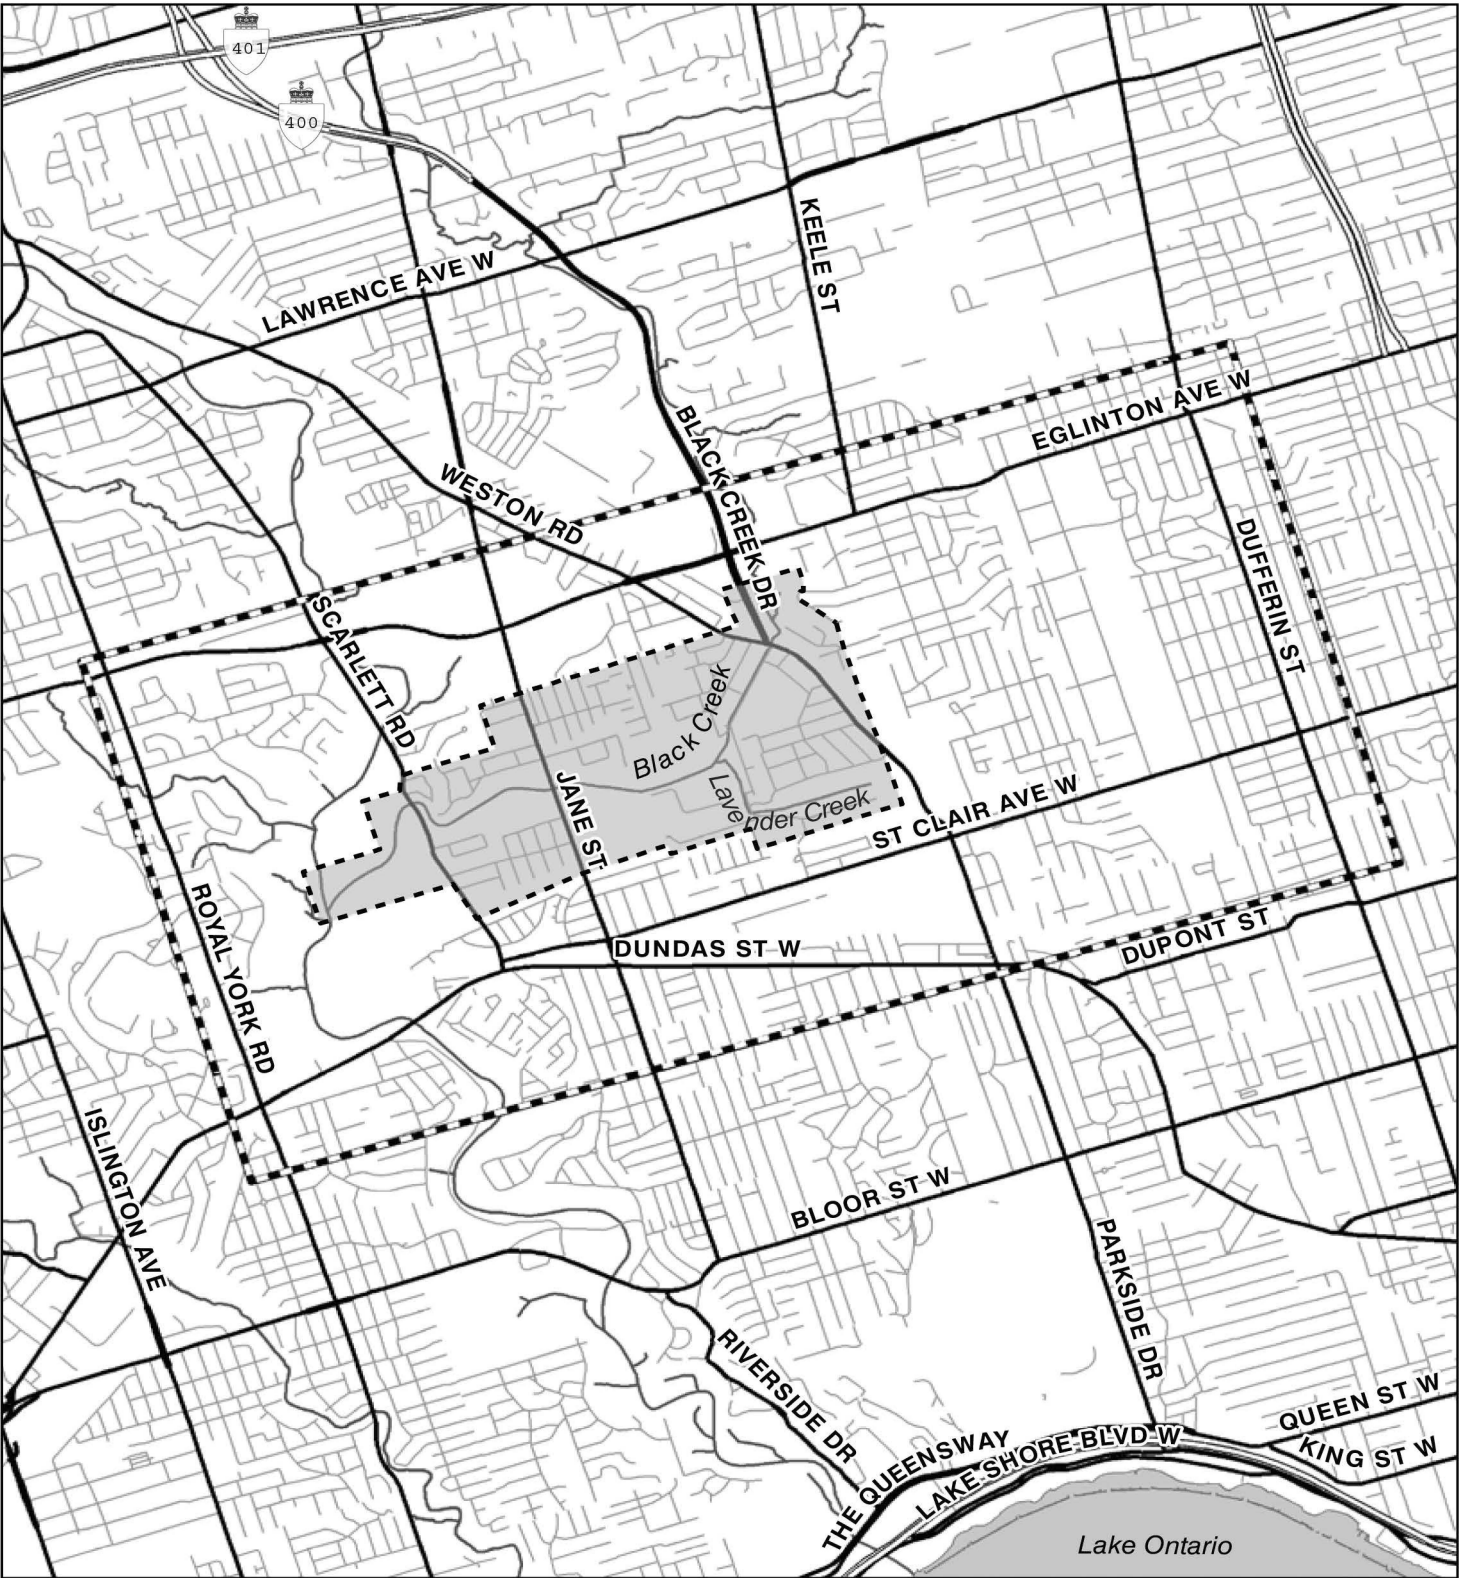 401
400
KEELE ST
LAWRENCE AVE W
EGLINTON AVE W
BLACK CREEK DR
WESTON RD
DUFFERIN ST
SCARLETT RD
Black Creek
JANE ST
Lavender Creek
ST CLAIR AVE W
ROYAL YORK RD
DUNDAS ST W
DUPONT ST
ISLINGTON AVE
BLOOR ST W
PARKSIDE DR
RIVERSIDE DR
QUEEN ST W
KING ST W
THE QUEENSWAY
LAKE SHORE BLVD W
Lake Ontario